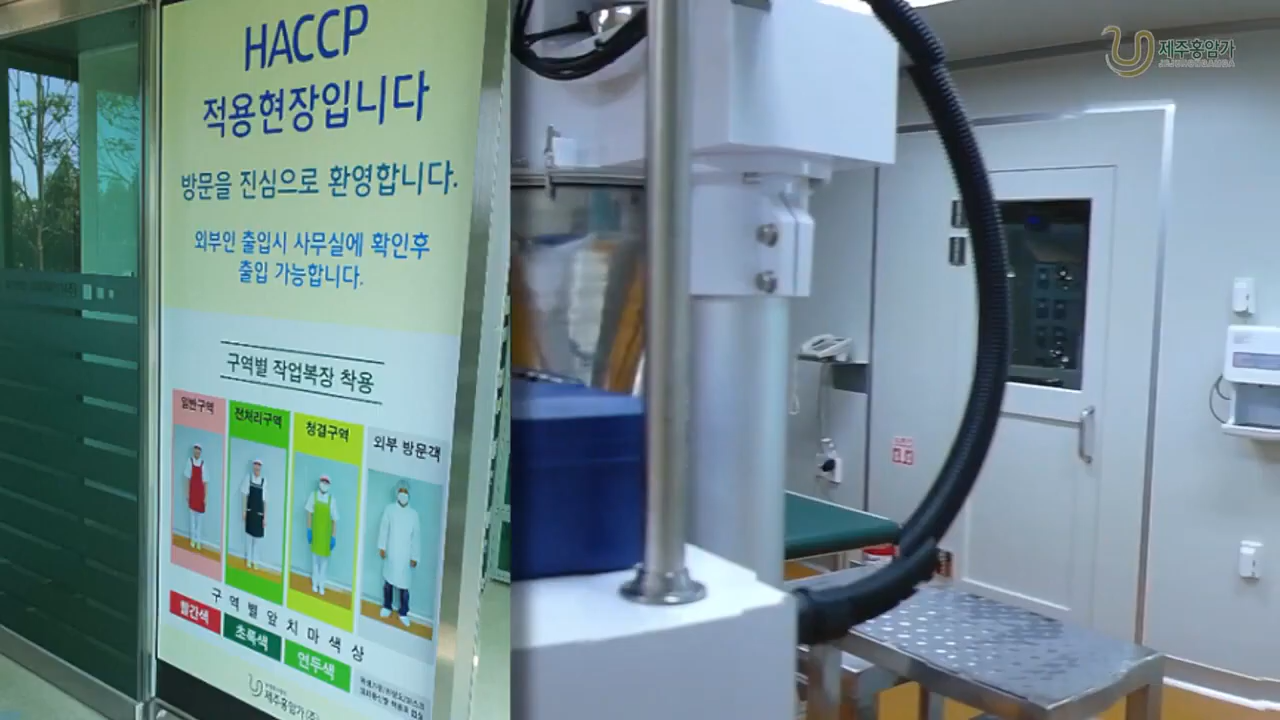 HACCP
적용현장입니다
방문을 진심으로 환영합니다.
외부인 출입시 사무실에 확인후
출입 가능합니다.
구역별 작업복장 착용
일반구역
전처리구역
청결구역
외부 방문객
구역별앞치마색상
빨간색
초록색
연두색
제주홍암가(주)
제주홍암가
JEJUHONGAMGA